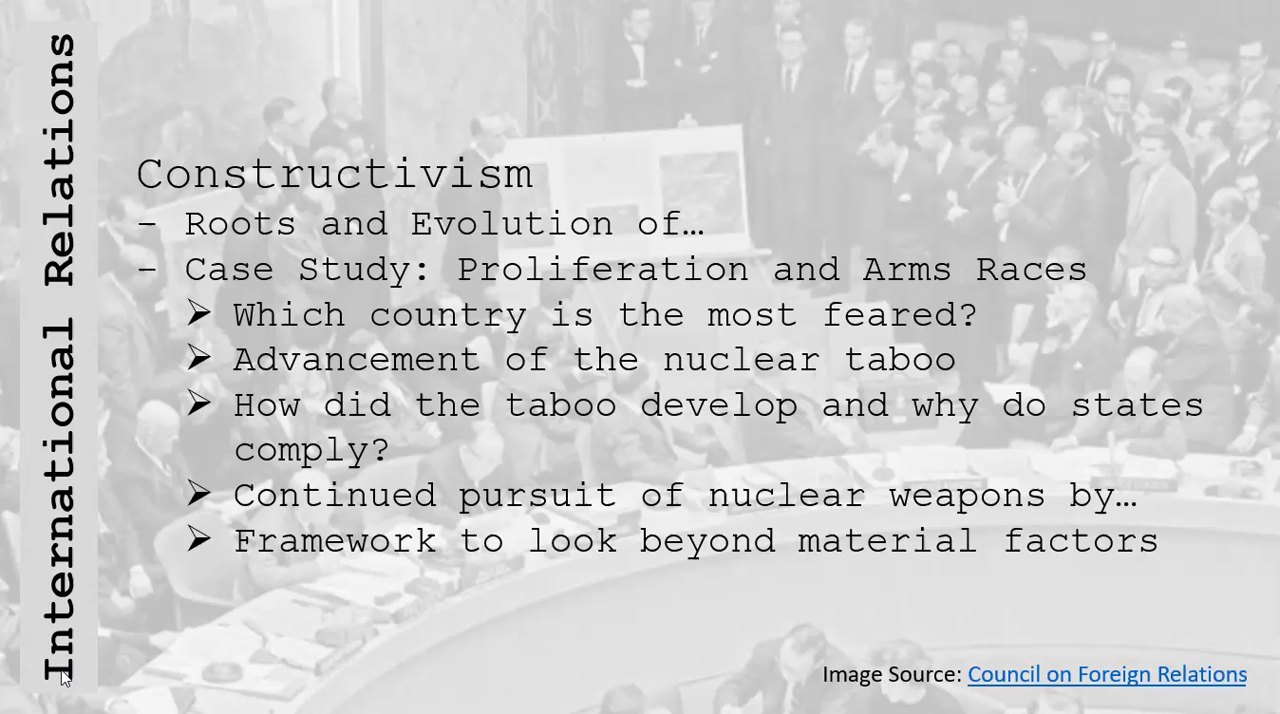 International Relations
Constructivism
- Roots and Evolution of…
- Case Study: Proliferation and Arms Races
➢ Which country is the most feared?
➢ Advancement of the nuclear taboo
➢ How did the taboo develop and why do states
comply?
➢ Continued pursuit of nuclear weapons by…
➢ Framework to look beyond material factors
Image Source: Council on Foreign Relations